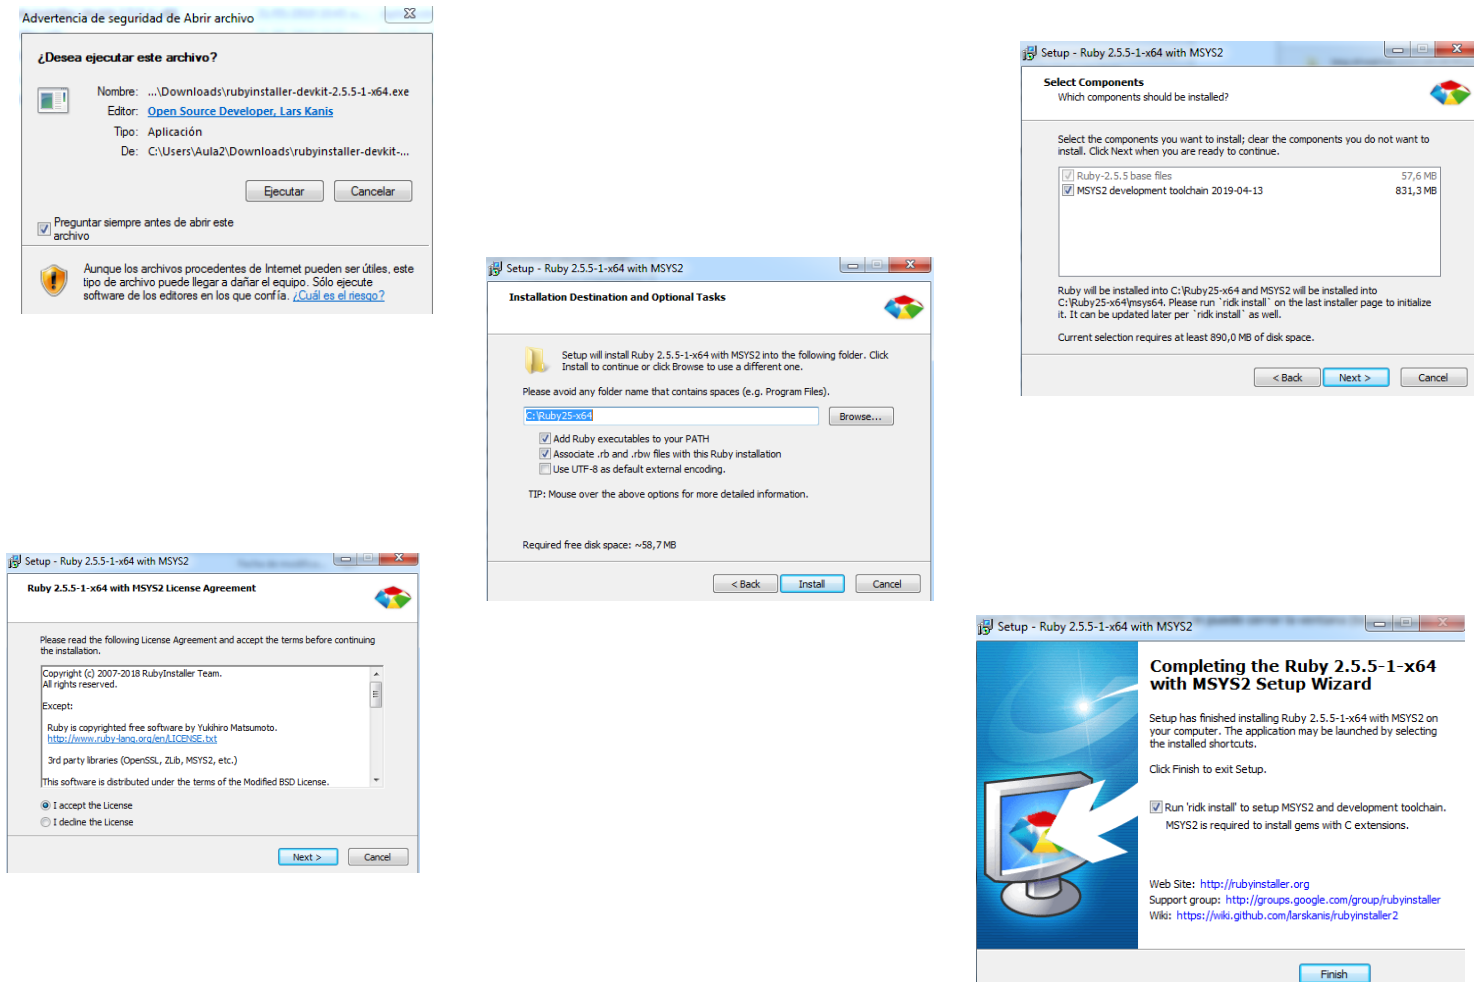 Advertencia de seguridad de Abrir archivo
¿Desea ejecutar este archivo?
Nombre: ...\Downloads\rubyinstaller-devkit-2.5.5-1-x64.exe
Editor: Open Source Developer, Lars Kanis
Tipo: Aplicación
De: C:\Users\Aula2\Downloads\rubyinstaller-devkit-...
Ejecutar Cancelar
Preguntar siempre antes de abrir este
archivo
Aunque los archivos procedentes de Internet pueden ser útiles, este
tipo de archivo puede llegar a dañar el equipo. Sólo ejecute
software de los editores en los que confía. ¿Cuál es el riesgo?
Setup - Ruby 2.5.5-1-x64 with MSYS2
Ruby 2.5.5-1-x64 with MSYS2 License Agreement
Please read the following License Agreement and accept the terms before continuing
the installation.
Copyright (c) 2007-2018 RubyInstaller Team.
All rights reserved.
Except:
Ruby is copyrighted free software by Yukihiro Matsumoto.
http://www.ruby-lang.org/en/LICENSE.txt
3rd party libraries (OpenSSL, ZLib, MSYS2, etc.)
This software is distributed under the terms of the Modified BSD License.
I accept the License
I decline the License
Next > Cancel
Setup - Ruby 2.5.5-1-x64 with MSYS2
Installation Destination and Optional Tasks
Setup will install Ruby 2.5.5-1-x64 with MSYS2 into the following folder. Click
Install to continue or click Browse to use a different one.
Please avoid any folder name that contains spaces (e.g. Program Files).
C:\Ruby25-x64 Browse...
Add Ruby executables to your PATH
Associate .rb and .rbw files with this Ruby installation
Use UTF-8 as default external encoding.
TIP: Mouse over the above options for more detailed information.
Required free disk space: ~58,7 MB
< Back Install Cancel
Setup - Ruby 2.5.5-1-x64 with MSYS2
Select Components
Which components should be installed?
Select the components you want to install; clear the components you do not want to
install. Click Next when you are ready to continue.
Ruby-2.5.5 base files 57,6 MB
MSYS2 development toolchain 2019-04-13 831,3 MB
Ruby will be installed into C:\Ruby25-x64 and MSYS2 will be installed into
C:\Ruby25-x64\msys64. Please run `ridk install` on the last installer page to initialize
it. It can be updated later per `ridk install` as well.
Current selection requires at least 890,0 MB of disk space.
< Back Next > Cancel
Setup - Ruby 2.5.5-1-x64 with MSYS2
Completing the Ruby 2.5.5-1-x64
with MSYS2 Setup Wizard
Setup has finished installing Ruby 2.5.5-1-x64 with MSYS2 on
your computer. The application may be launched by selecting
the installed shortcuts.
Click Finish to exit Setup.
Run 'ridk install' to setup MSYS2 and development toolchain.
MSYS2 is required to install gems with C extensions.
Web Site: http://rubyinstaller.org
Support group: http://groups.google.com/group/rubyinstaller
Wiki: https://wiki.github.com/larskanis/rubyinstaller2
Finish